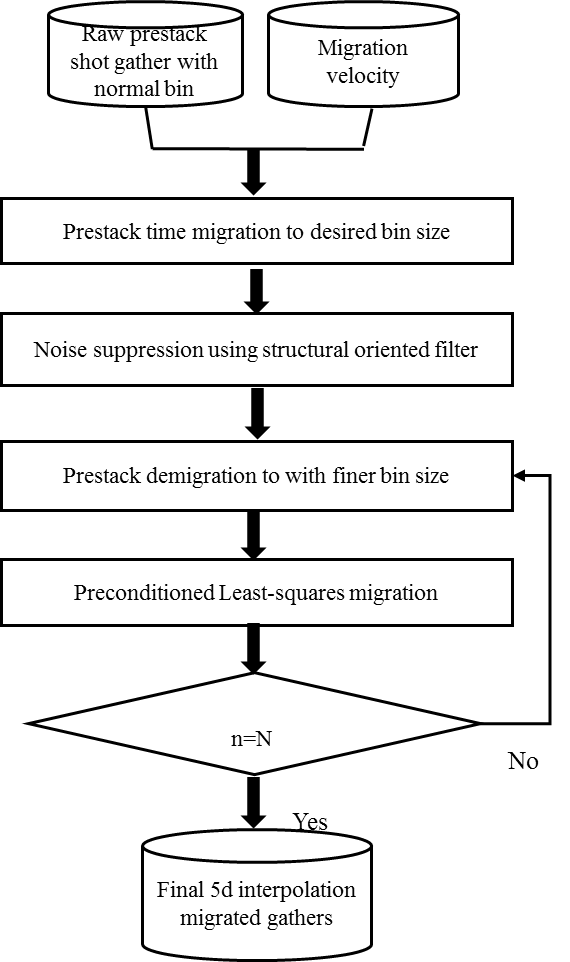 Raw prestack
shot gather with
normal bin
Migration
velocity
Prestack time migration to desired bin size
Noise suppression using structural oriented filter
Prestack demigration to with finer bin size
Preconditioned Least-squares migration
n=N
No
Yes
Final 5d interpolation
migrated gathers